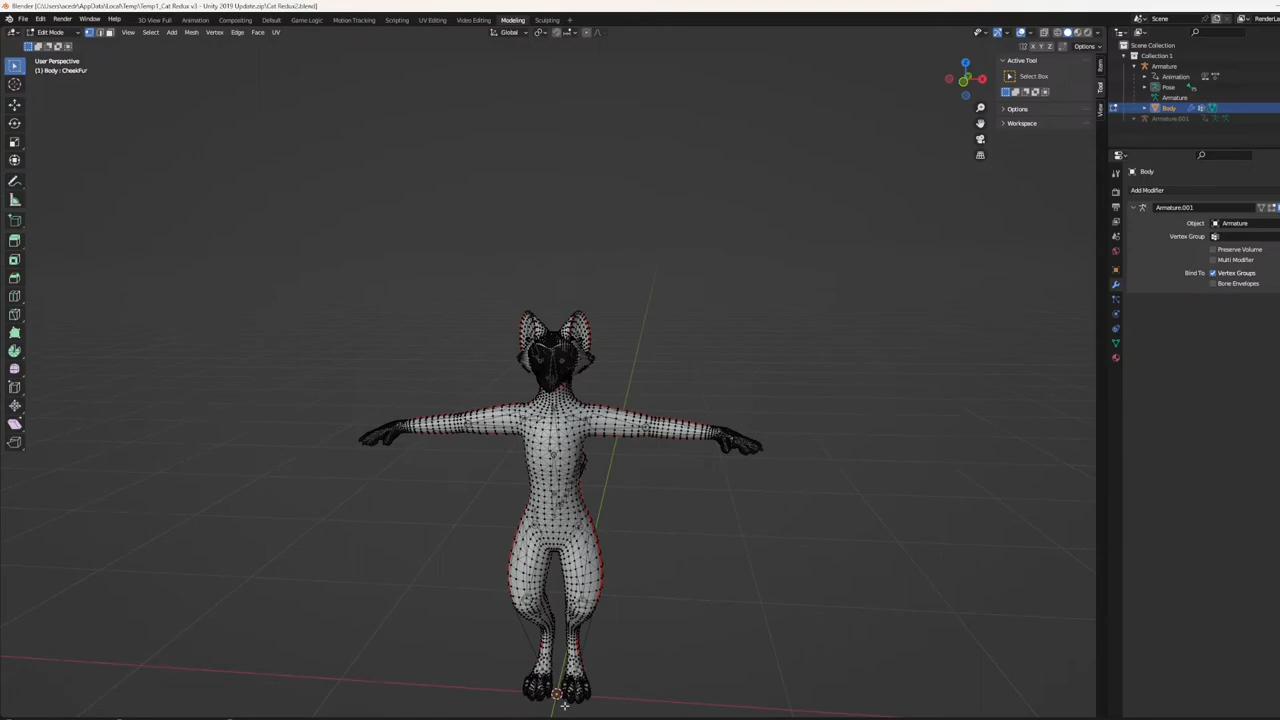 Blender [C:\Users\acedr\AppData\Local\Temp\Temp1_Cat Redux v3 - Unity 2019 Update.zip\Cat Redux2.blend]
File Edit Render Window Help 3D View Full Animation Compositing Default Game Logic Motion Tracking Scripting UV Editing Video Editing Modeling Sculpting Scene RenderLay
Edit Mode View Select Add Mesh Vertex Edge Face UV Global
X Y Z Options
User Perspective
(1) Body : CheekFur
Active Tool
Select Box
Options
Workspace
Item
Tool
View
Scene Collection
Collection 1
Armature
Animation
Pose
Armature
Body
Armature.001
Body
Add Modifier
Armature.001
Object Armature
Vertex Group
Preserve Volume
Multi Modifier
Bind To Vertex Groups
Bone Envelopes